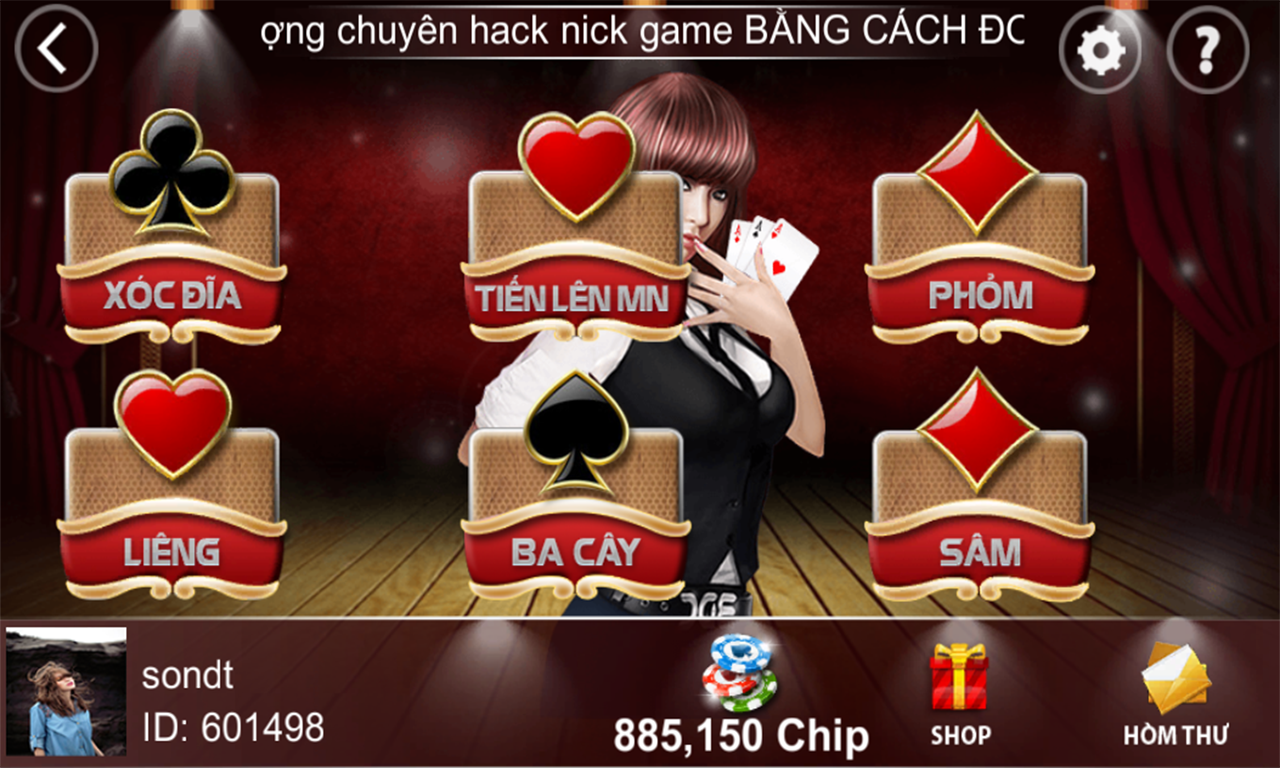 ợng chuyên hack nick game BẰNG CÁCH
?
XÓC ĐĨA
TIẾN LÊN MN
PHỎM
LIÊNG
BA CÂY
SÂM
sondt
ID: 601498
885,150 Chip
SHOP
HÒM THƯ